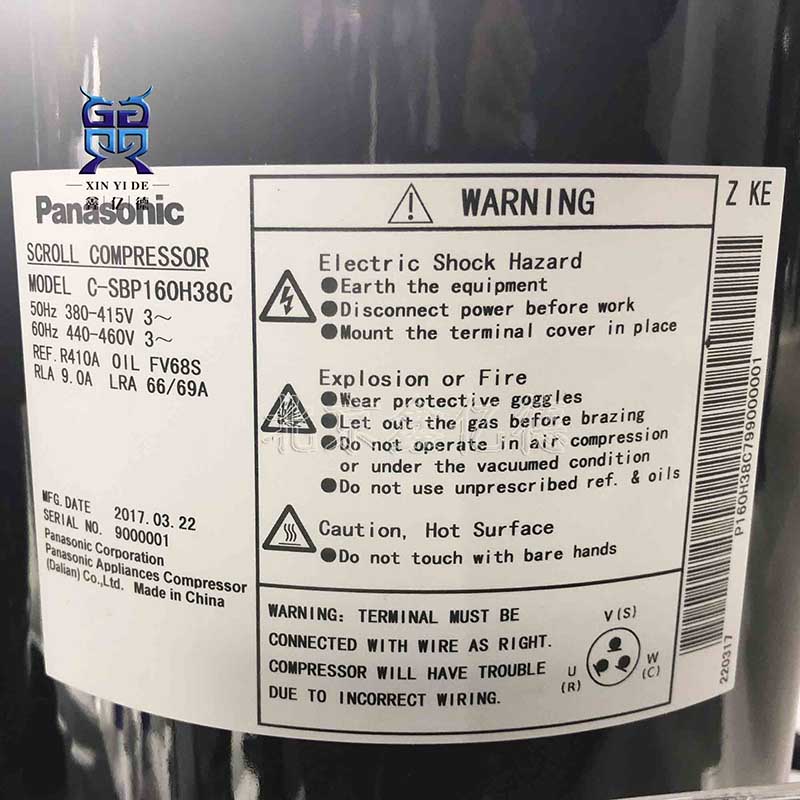 XIN YI DE
鑫亿德
Panasonic
SCROLL COMPRESSOR
MODEL C-SBP160H38C
50Hz 380-415V 3～
60Hz 440-460V 3～
REF. R410A OIL FV68S
RLA 9.0A LRA 66/69A
MFG. DATE 2017.03.22
SERIAL NO. 9000001
Panasonic Corporation
Panasonic Appliances Compressor
(Dalian) Co.,Ltd. Made in China
WARNING
Electric Shock Hazard
●Earth the equipment
●Disconnect power before work
●Mount the terminal cover in place
Explosion or Fire
●Wear protective goggles
●Let out the gas before brazing
●Do not operate in air compression
or under the vacuumed condition
●Do not use unprescribed ref. & oils
Caution, Hot Surface
●Do not touch with bare hands
WARNING: TERMINAL MUST BE
CONNECTED WITH WIRE AS RIGHT.
COMPRESSOR WILL HAVE TROUBLE
DUE TO INCORRECT WIRING.
V(S)
U
(R)
W
(C)
Z KE
P160H38C799000001
220317
北京鑫亿德